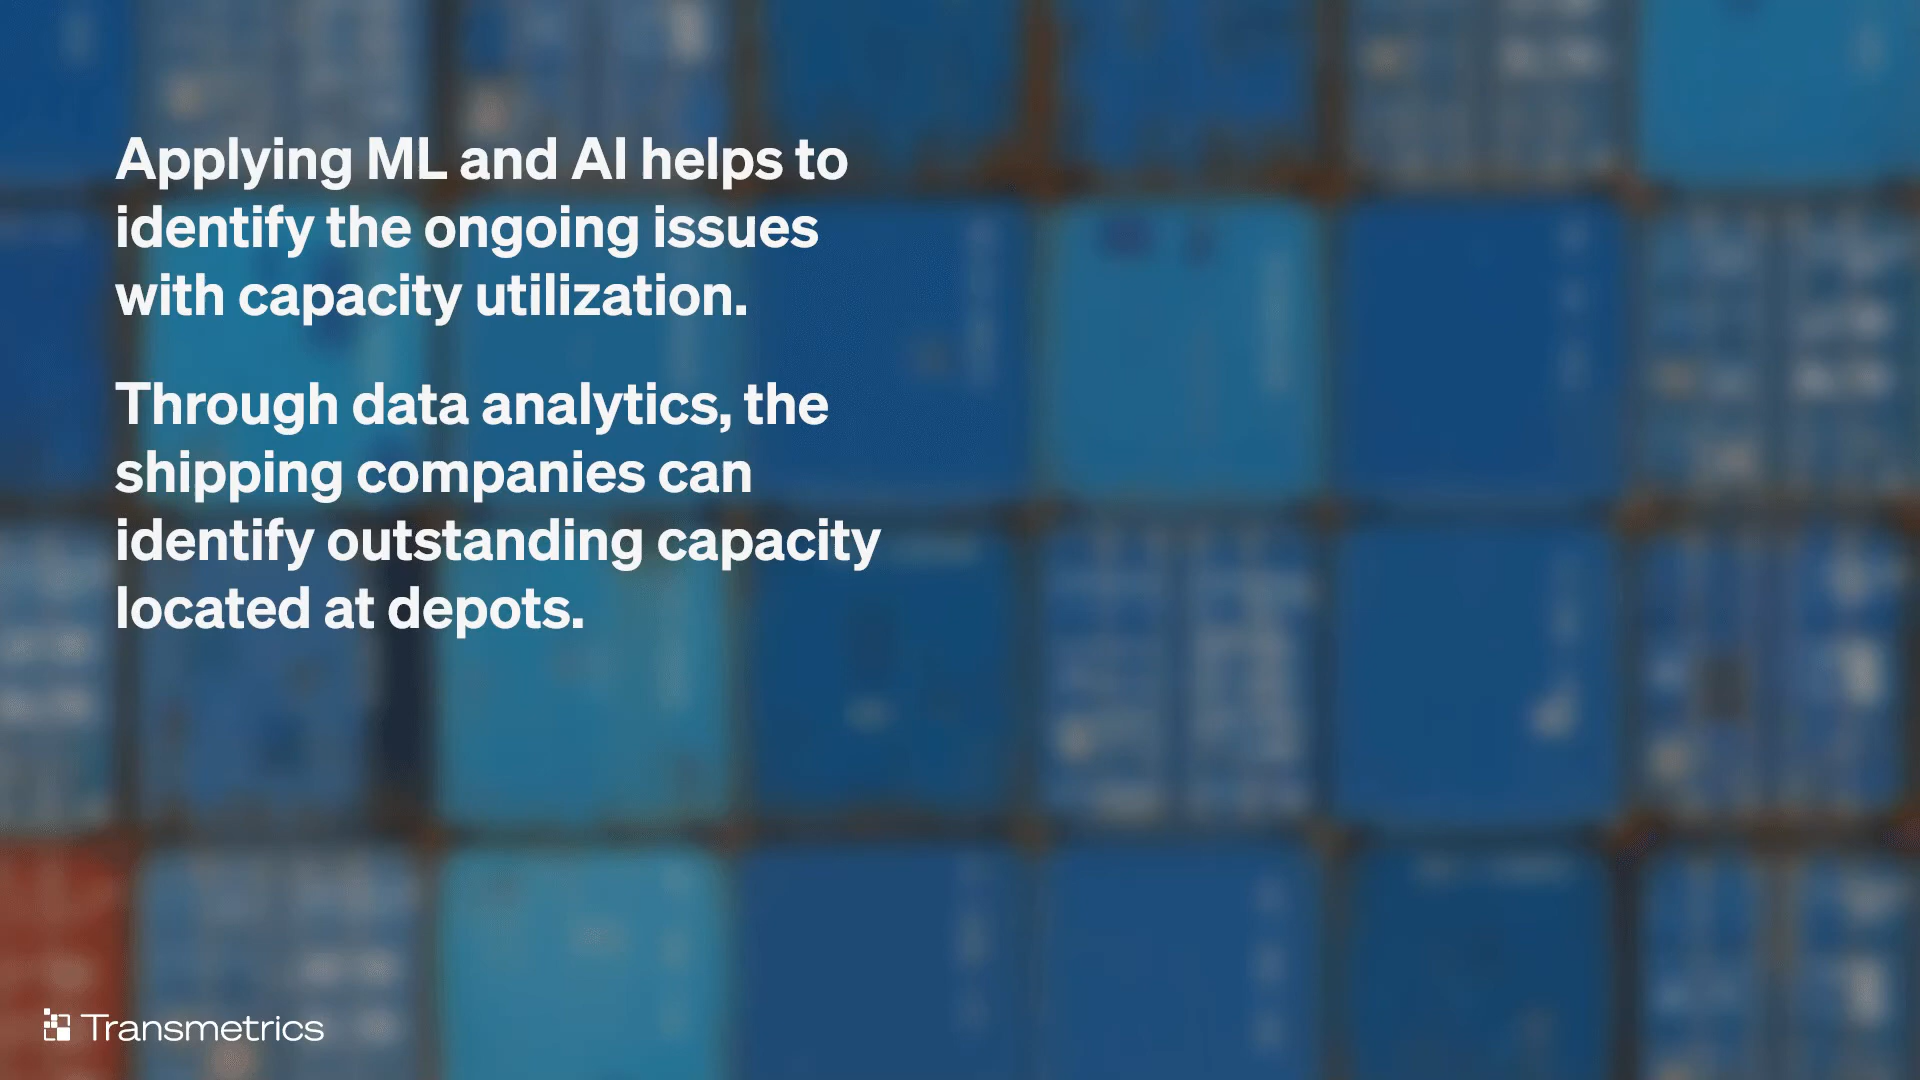 Applying ML and AI helps to
identify the ongoing issues
with capacity utilization.
Through data analytics, the
shipping companies can
identify outstanding capacity
located at depots.
Transmetrics